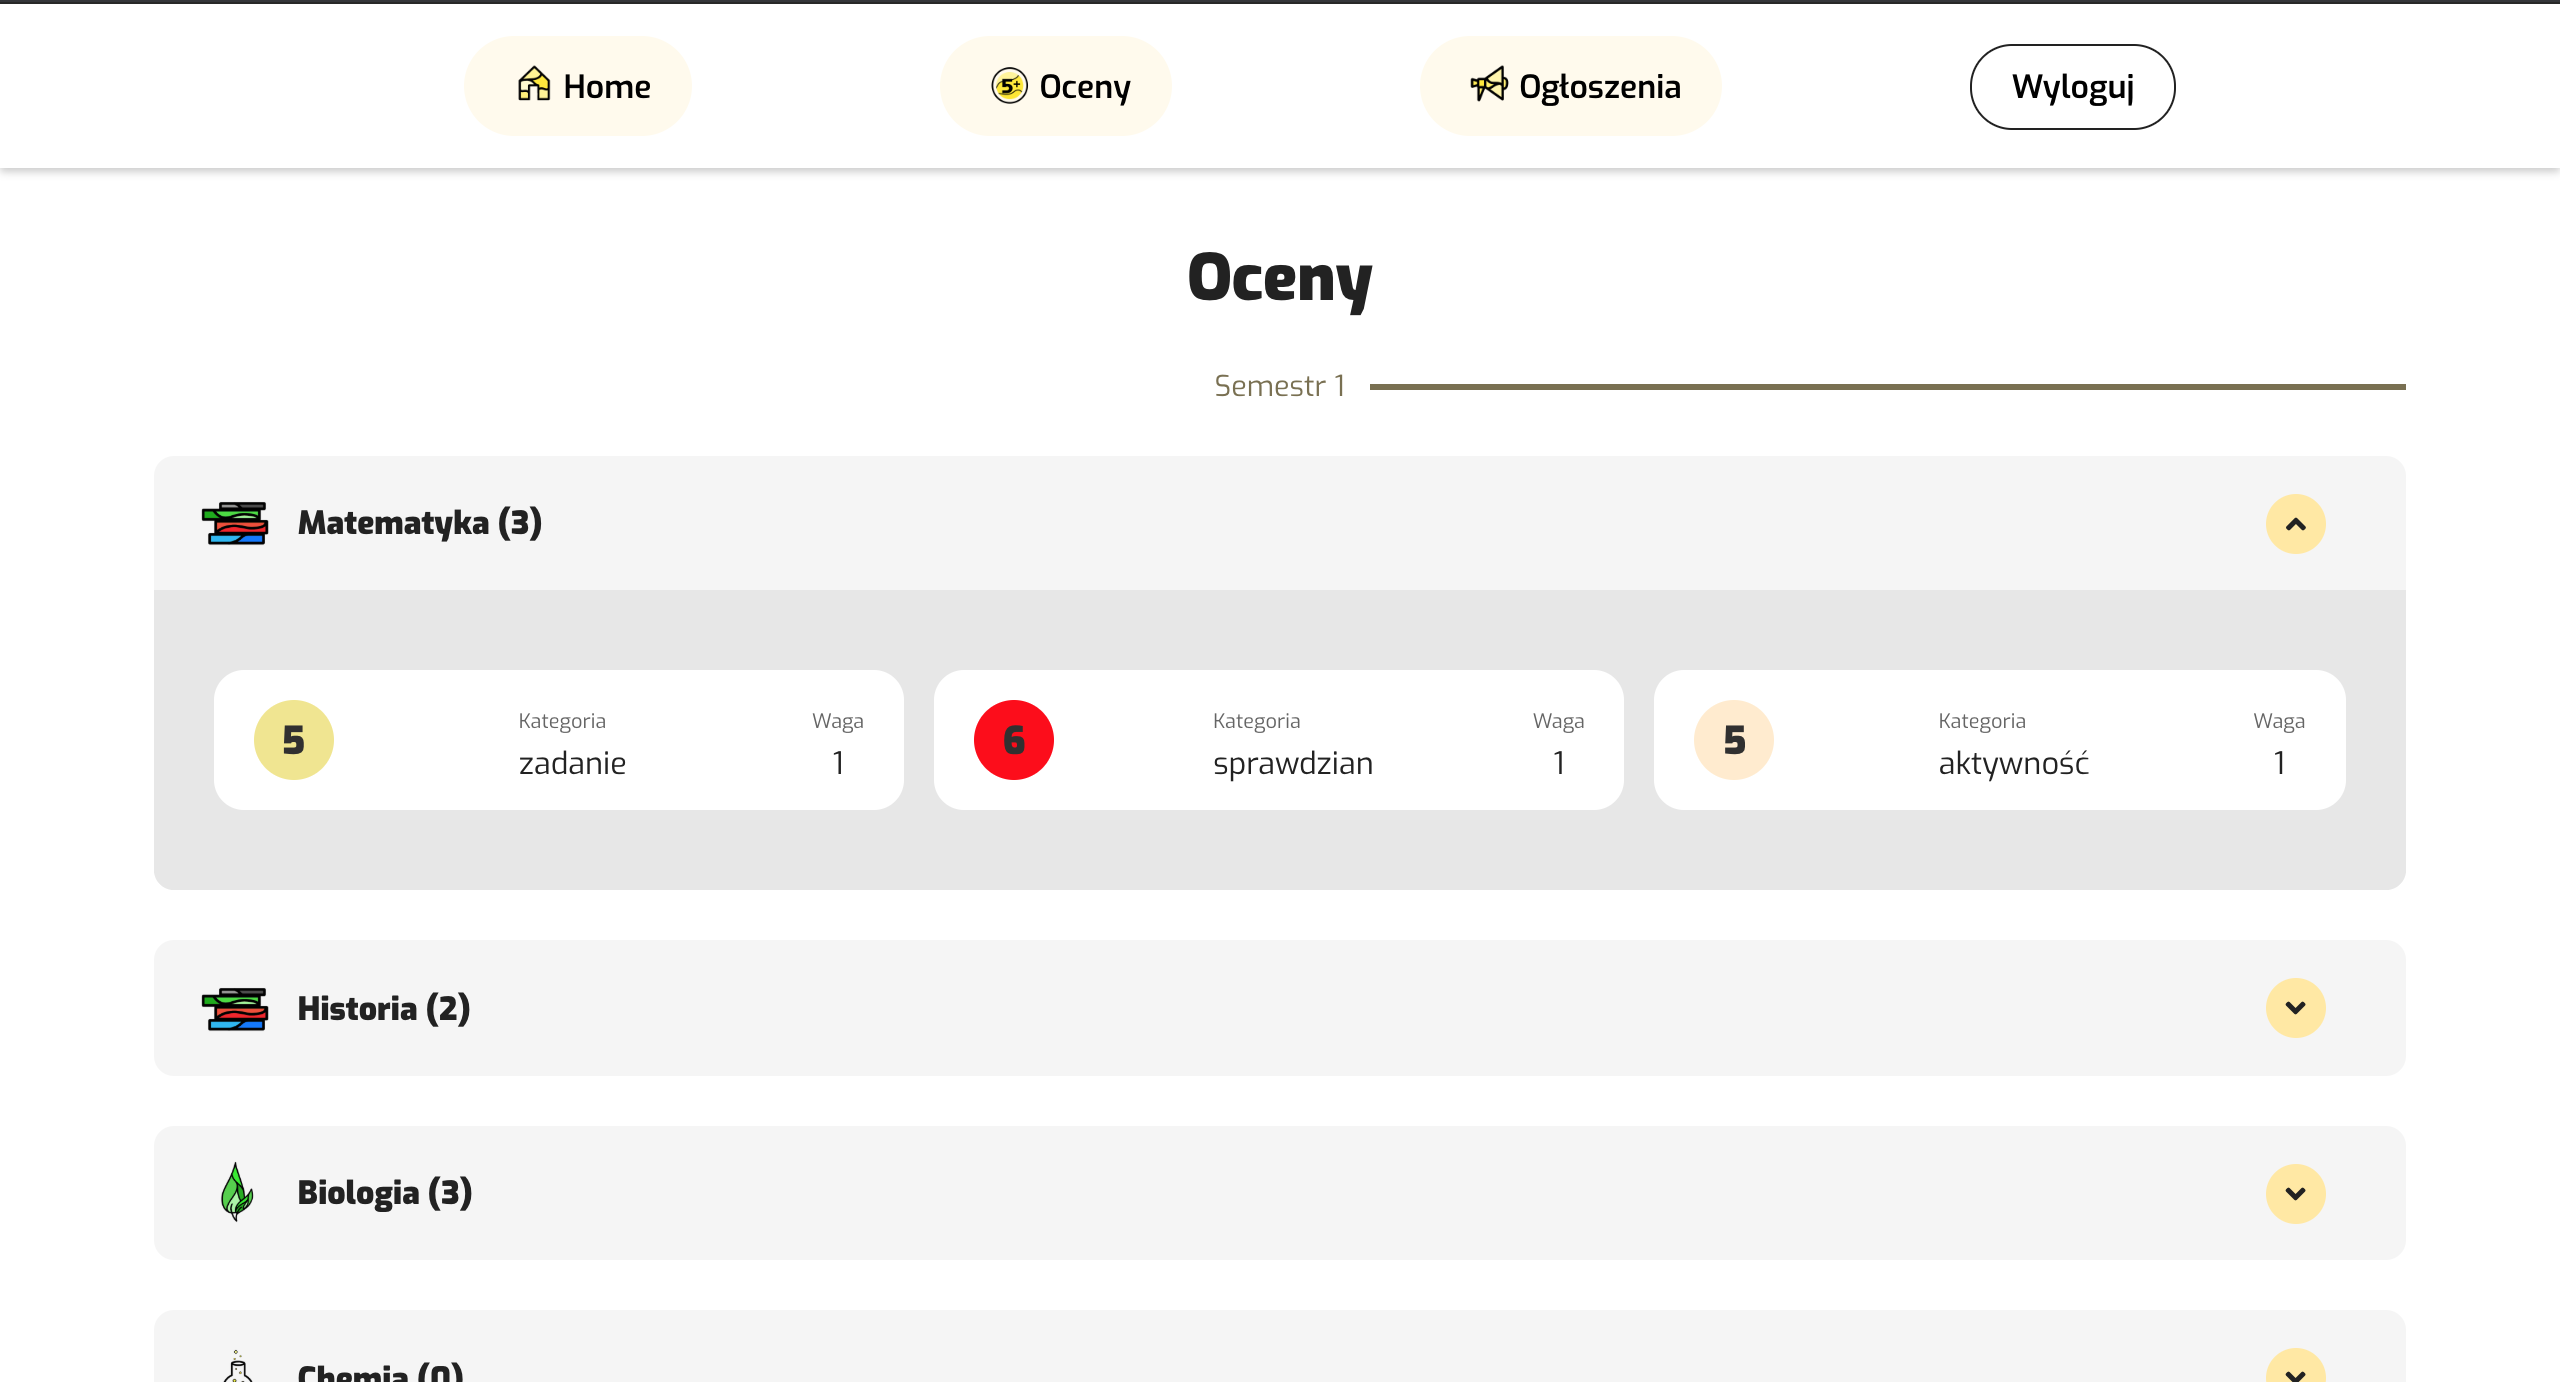 Home
5+ Oceny
Ogłoszenia
Wyloguj
Oceny
Semestr 1
Matematyka (3)
5
Kategoria
zadanie
Waga
1
6
Kategoria
sprawdzian
Waga
1
5
Kategoria
aktywność
Waga
1
Historia (2)
Biologia (3)
Chemia (0)